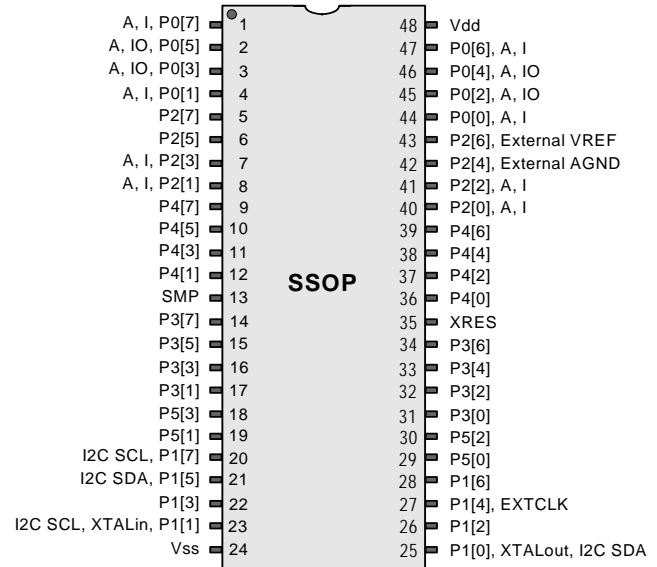 A, I, P0[7] 1 48 Vdd
A, IO, P0[5] 2 47 P0[6], A, I
A, IO, P0[3] 3 46 P0[4], A, IO
A, I, P0[1] 4 45 P0[2], A, IO
P2[7] 5 44 P0[0], A, I
P2[5] 6 43 P2[6], External VREF
A, I, P2[3] 7 42 P2[4], External AGND
A, I, P2[1] 8 41 P2[2], A, I
P4[7] 9 40 P2[0], A, I
P4[5] 10 39 P4[6]
P4[3] 11 38 P4[4]
P4[1] 12 37 P4[2]
SSOP
SMP 13 36 P4[0]
P3[7] 14 35 XRES
P3[5] 15 34 P3[6]
P3[3] 16 33 P3[4]
P3[1] 17 32 P3[2]
P5[3] 18 31 P3[0]
P5[1] 19 30 P5[2]
I2C SCL, P1[7] 20 29 P5[0]
I2C SDA, P1[5] 21 28 P1[6]
P1[3] 22 27 P1[4], EXTCLK
I2C SCL, XTALin, P1[1] 23 26 P1[2]
Vss 24 25 P1[0], XTALout, I2C SDA